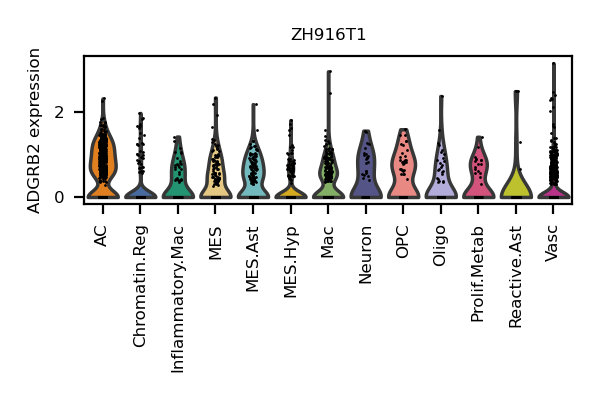 ZH916T1
ADGRB2 expression
2
0
AC
Chromatin.Reg
Inflammatory.Mac
MES
MES.Ast
MES.Hyp
Mac
Neuron
OPC
Oligo
Prolif.Metab
Reactive.Ast
Vasc